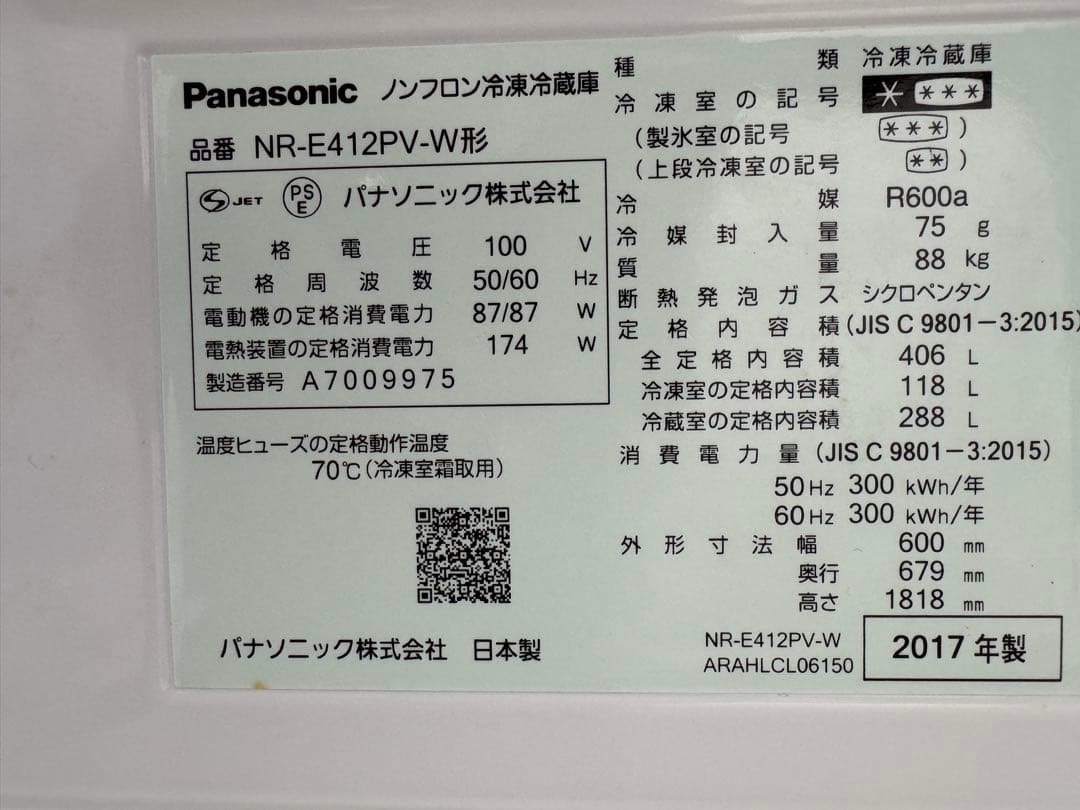 Panasonic ノンフロン冷凍冷蔵庫
品番 NR-E412PV-W形
JET PSE パナソニック株式会社
定格電圧 100 V
定格周波数 50/60 Hz
電動機の定格消費電力 87/87 W
電熱装置の定格消費電力 174 W
製造番号 A7009975
温度ヒューズの定格動作温度
70℃(冷凍室霜取用)
パナソニック株式会社 日本製
種類 冷凍冷蔵庫
冷凍室の記号 * ***
(製氷室の記号 *** )
(上段冷凍室の記号 ** )
冷媒 R600a
冷媒封入量 75 g
質量 88 kg
断熱発泡ガス シクロペンタン
定格内容積 (JIS C 9801-3:2015)
全定格内容積 406 L
冷凍室の定格内容積 118 L
冷蔵室の定格内容積 288 L
消費電力量 (JIS C 9801-3:2015)
50Hz 300 kWh/年
60Hz 300 kWh/年
外形寸法幅 600 mm
奥行 679 mm
高さ 1818 mm
NR-E412PV-W
ARAHLCL06150
2017年製